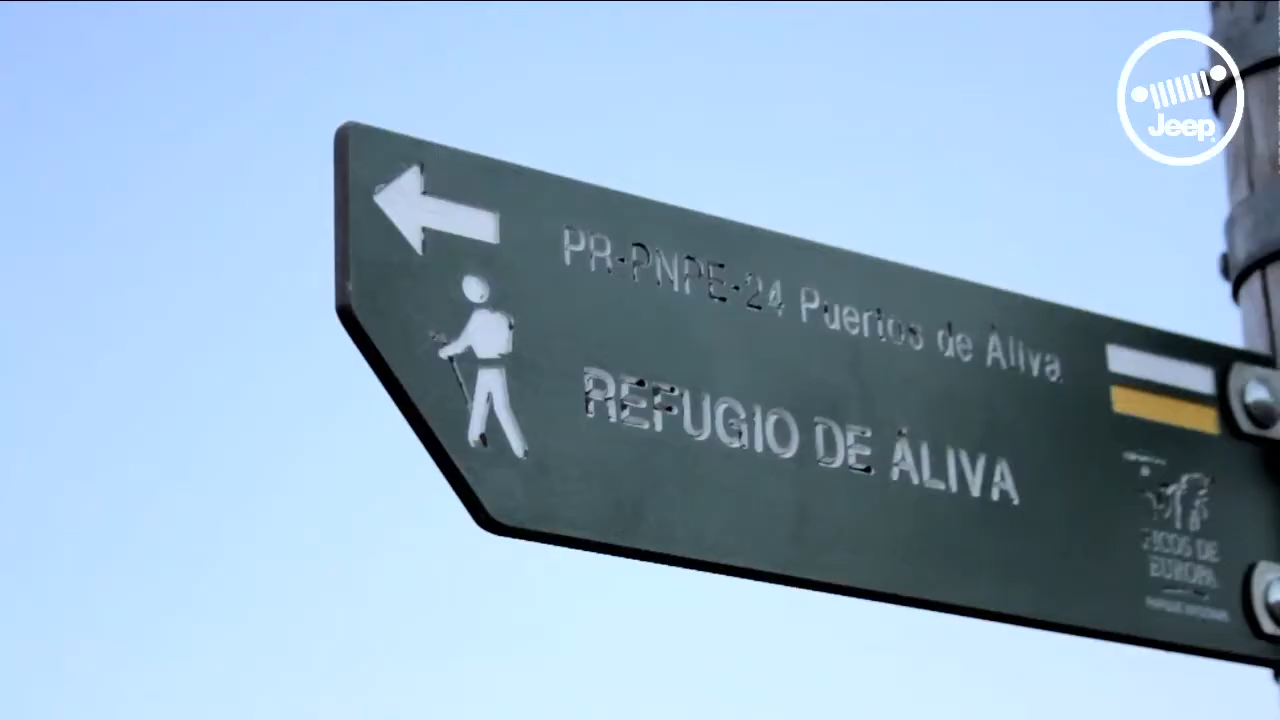 Jeep
PR-PNPE-24 Puertos de Áliva
REFUGIO DE ÁLIVA
PICOS DE
EUROPA